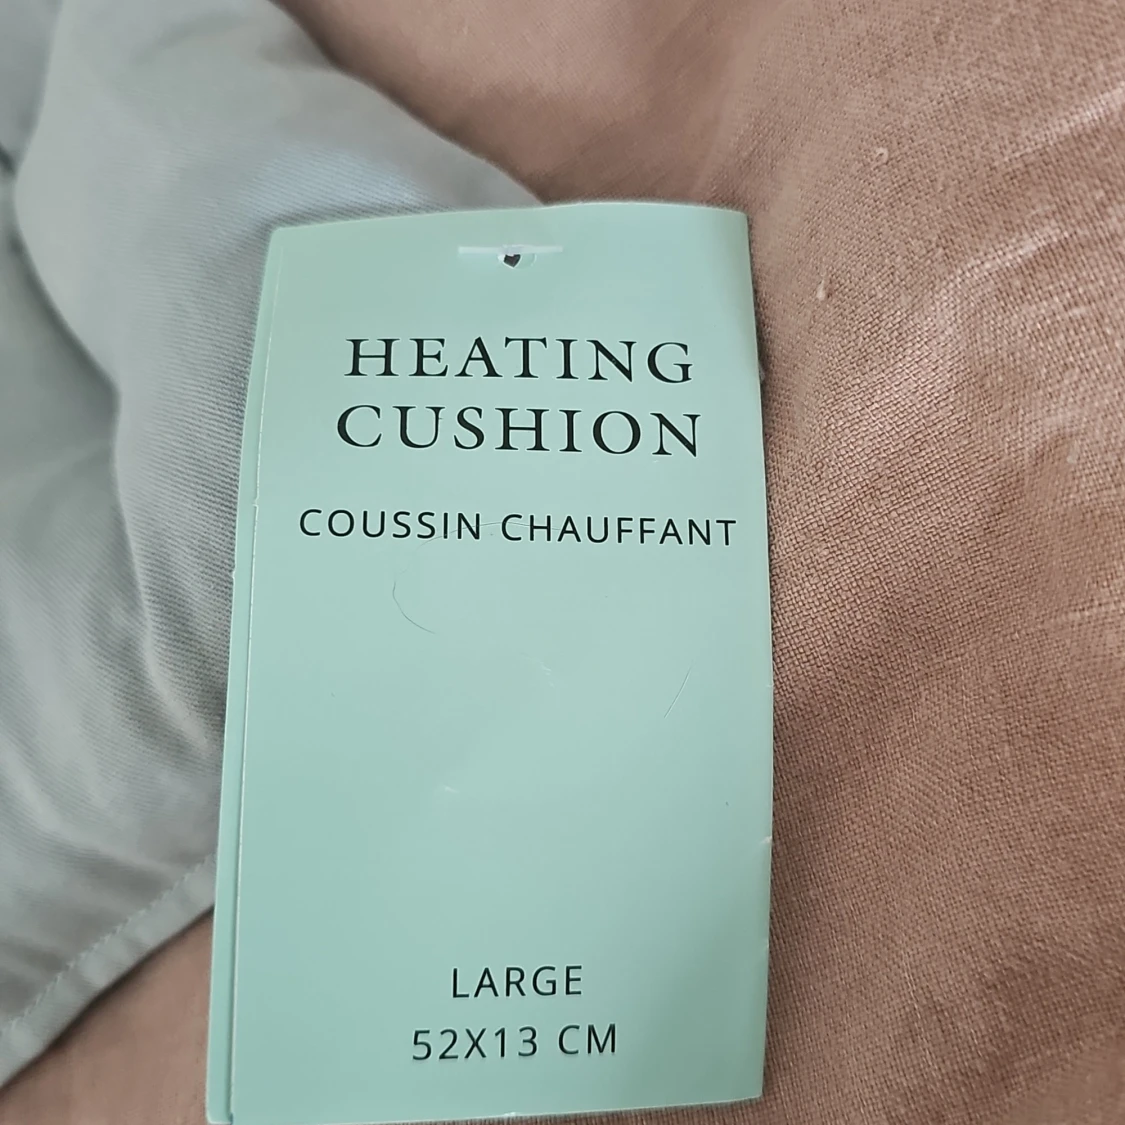 HEATING
CUSHION
COUSSIN CHAUFFANT
LARGE
52X13 CM